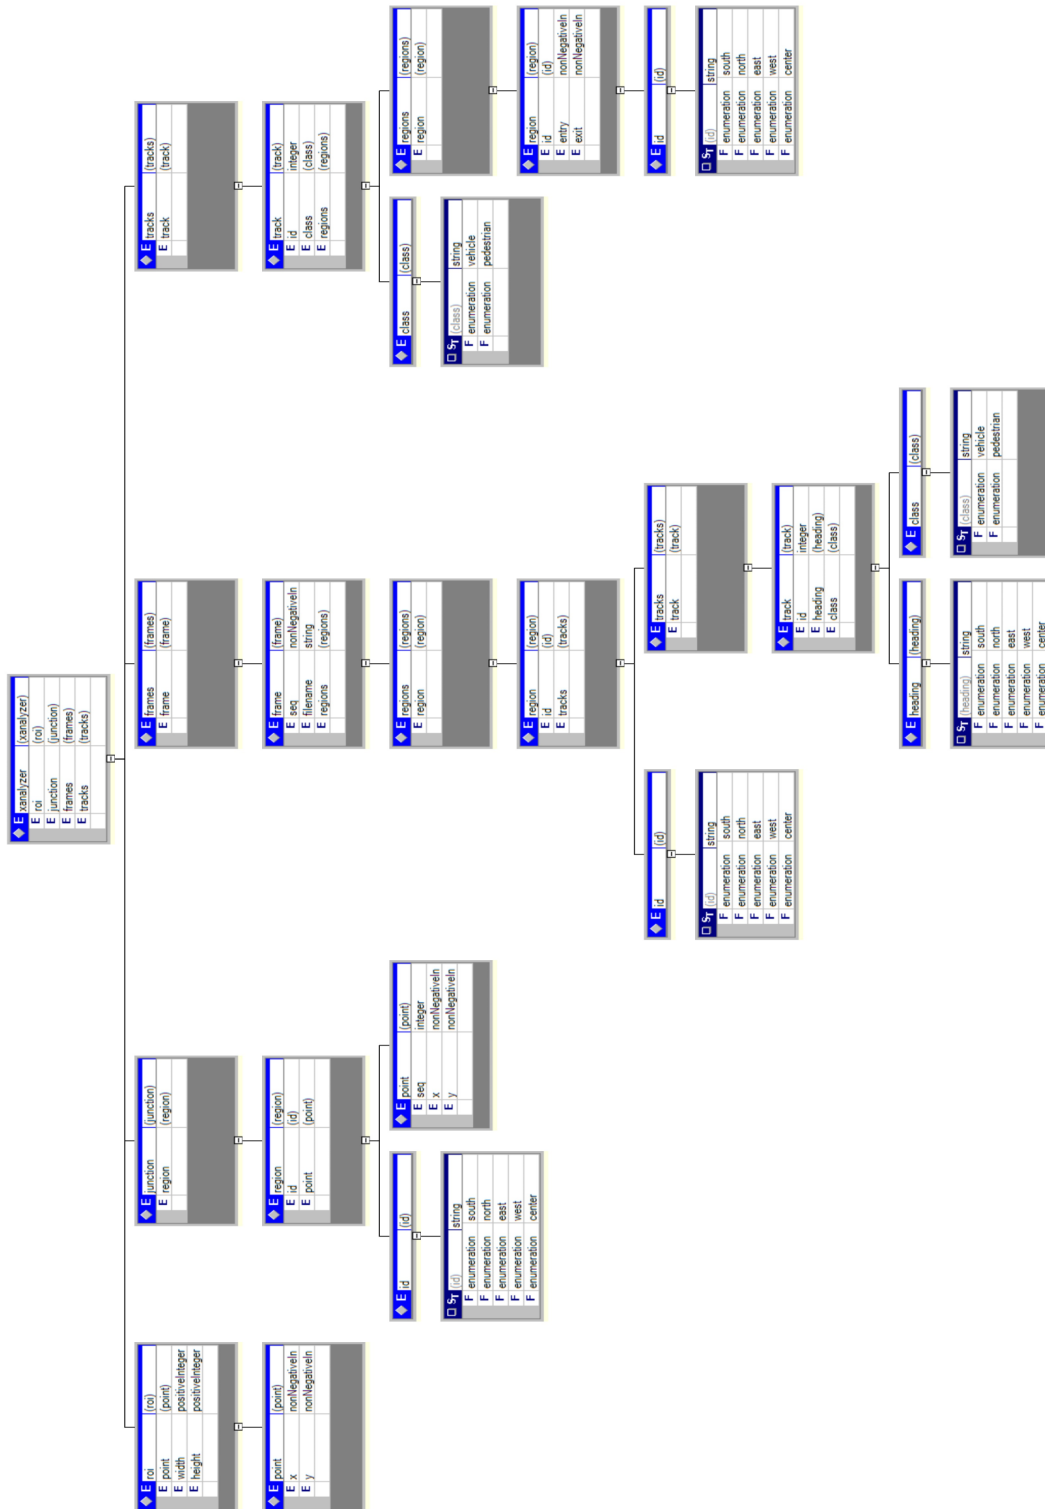 E xanalyzer (xanalyzer)
E roi (roi)
E junction (junction)
E frames (frames)
E tracks (tracks)
E roi (roi)
E point (point)
E width positiveInteger
E height positiveInteger
E point (point)
E x nonNegativeIn
E y nonNegativeIn
E junction (junction)
E region (region)
E region (region)
E id (id)
E point (point)
E id (id)
ST (id) string
F enumeration south
F enumeration north
F enumeration east
F enumeration west
F enumeration center
E point (point)
E seq integer
E x nonNegativeIn
E y nonNegativeIn
E frames (frames)
E frame (frame)
E frame (frame)
E seq nonNegativeIn
E filename string
E regions (regions)
E regions (regions)
E region (region)
E region (region)
E id (id)
E tracks (tracks)
E id (id)
ST (id) string
F enumeration south
F enumeration north
F enumeration east
F enumeration west
F enumeration center
E tracks (tracks)
E track (track)
E track (track)
E id integer
E heading (heading)
E class (class)
E heading (heading)
ST (heading) string
F enumeration south
F enumeration north
F enumeration east
F enumeration west
F enumeration center
E class (class)
ST (class) string
F enumeration vehicle
F enumeration pedestrian
E tracks (tracks)
E track (track)
E track (track)
E id integer
E class (class)
E regions (regions)
E class (class)
ST (class) string
F enumeration vehicle
F enumeration pedestrian
E regions (regions)
E region (region)
E region (region)
E id (id)
E entry nonNegativeIn
E exit nonNegativeIn
E id (id)
ST (id) string
F enumeration south
F enumeration north
F enumeration east
F enumeration west
F enumeration center